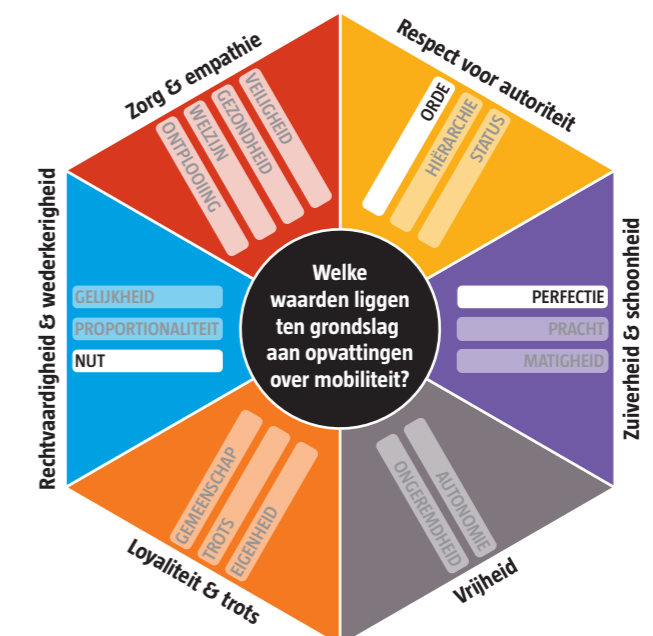 Zorg & empathie
VEILIGHEID
GEZONDHEID
WELZIJN
ONTPLOOIING
Respect voor autoriteit
ORDE
HIËRARCHIE
STATUS
Rechtvaardigheid & wederkerigheid
GELIJKHEID
PROPORTIONALITEIT
NUT
Welke
waarden liggen
ten grondslag
aan opvattingen
over mobiliteit?
PERFECTIE
PRACHT
MATIGHEID
Zuiverheid & schoonheid
GEMEENSCHAP
TROTS
EIGENHEID
Loyaliteit & trots
AUTONOMIE
ONGEREMDHEID
Vrijheid